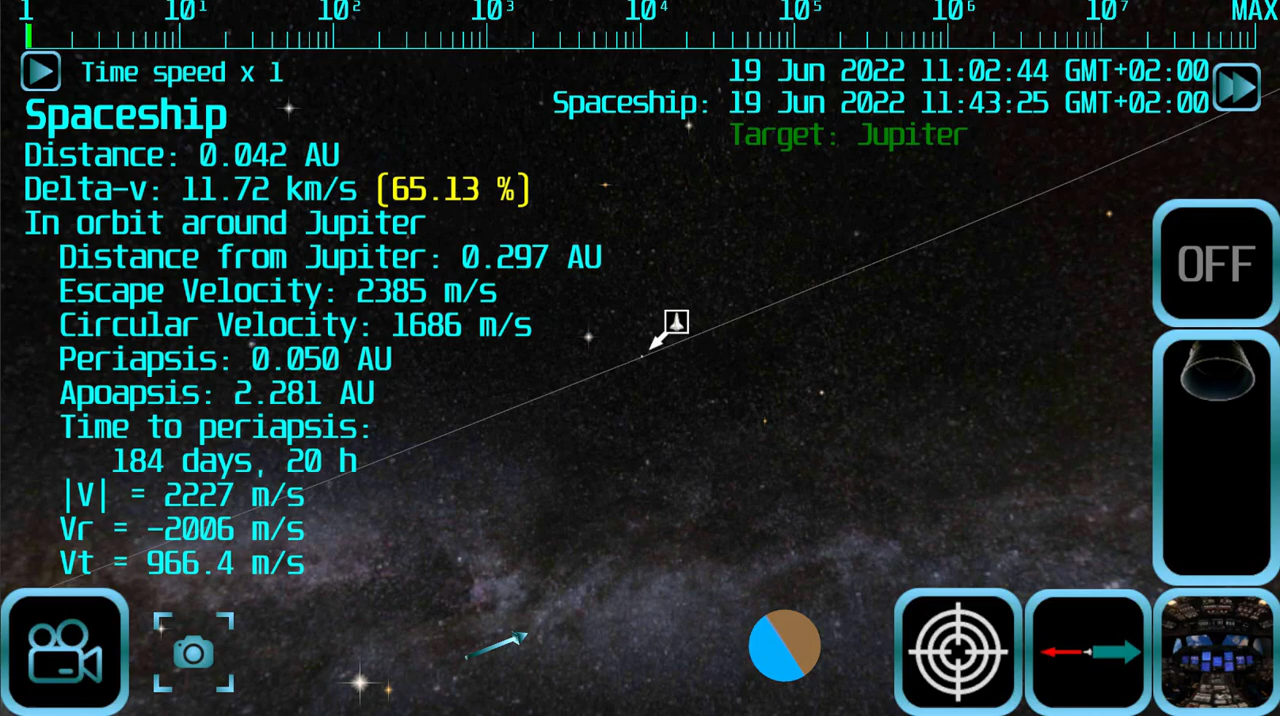 1 10¹ 10² 10³ 10⁴ 10⁵ 10⁶ 10⁷ MAX
Time speed x 1
19 Jun 2022 11:02:44 GMT+02:00
Spaceship: 19 Jun 2022 11:43:25 GMT+02:00
Target: Jupiter
Spaceship
Distance: 0.042 AU
Delta-v: 11.72 km/s (65.13 %)
In orbit around Jupiter
Distance from Jupiter: 0.297 AU
Escape Velocity: 2385 m/s
Circular Velocity: 1686 m/s
Periapsis: 0.050 AU
Apoapsis: 2.281 AU
Time to periapsis:
184 days, 20 h
|V| = 2227 m/s
Vr = -2006 m/s
Vt = 966.4 m/s
OFF